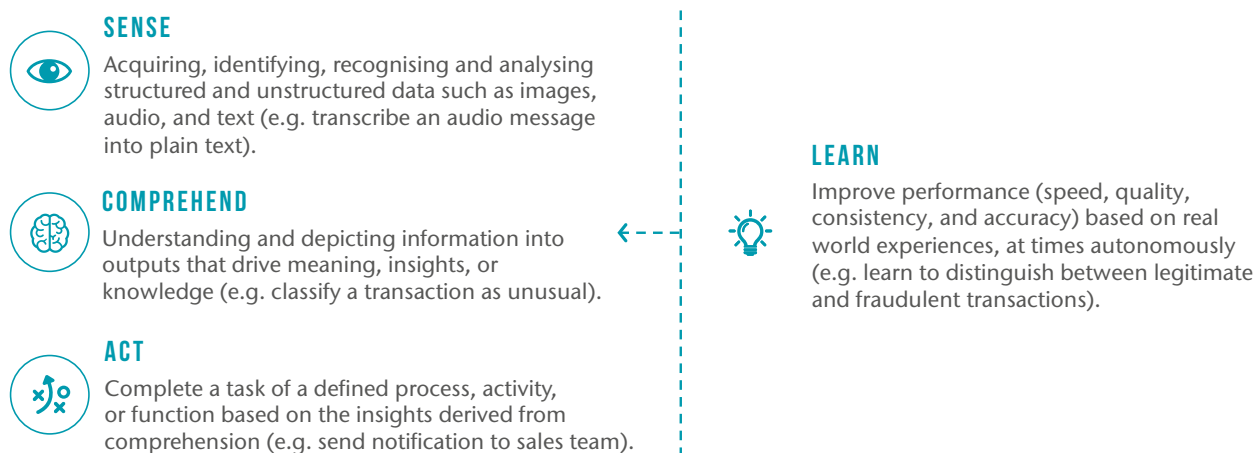 SENSE
Acquiring, identifying, recognising and analysing
structured and unstructured data such as images,
audio, and text (e.g. transcribe an audio message
into plain text).
COMPREHEND
Understanding and depicting information into
outputs that drive meaning, insights, or
knowledge (e.g. classify a transaction as unusual).
ACT
Complete a task of a defined process, activity,
or function based on the insights derived from
comprehension (e.g. send notification to sales team).
LEARN
Improve performance (speed, quality,
consistency, and accuracy) based on real
world experiences, at times autonomously
(e.g. learn to distinguish between legitimate
and fraudulent transactions).